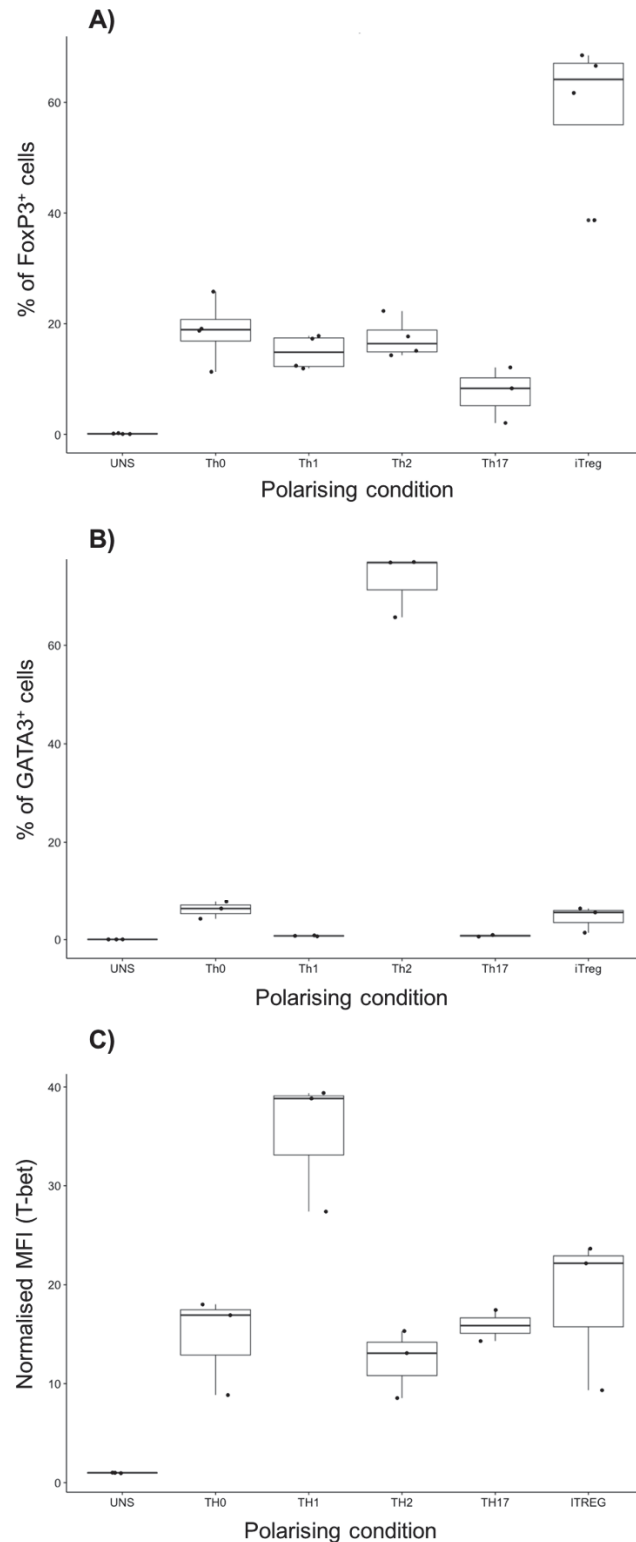 A)
% of FoxP3⁺ cells
60
40
20
0
UNS Th0 Th1 Th2 Th17 iTreg
Polarising condition
B)
% of GATA3⁺ cells
60
40
20
0
UNS Th0 Th1 Th2 Th17 iTreg
Polarising condition
C)
Normalised MFI (T-bet)
40
30
20
10
0
UNS TH0 TH1 TH2 TH17 ITREG
Polarising condition